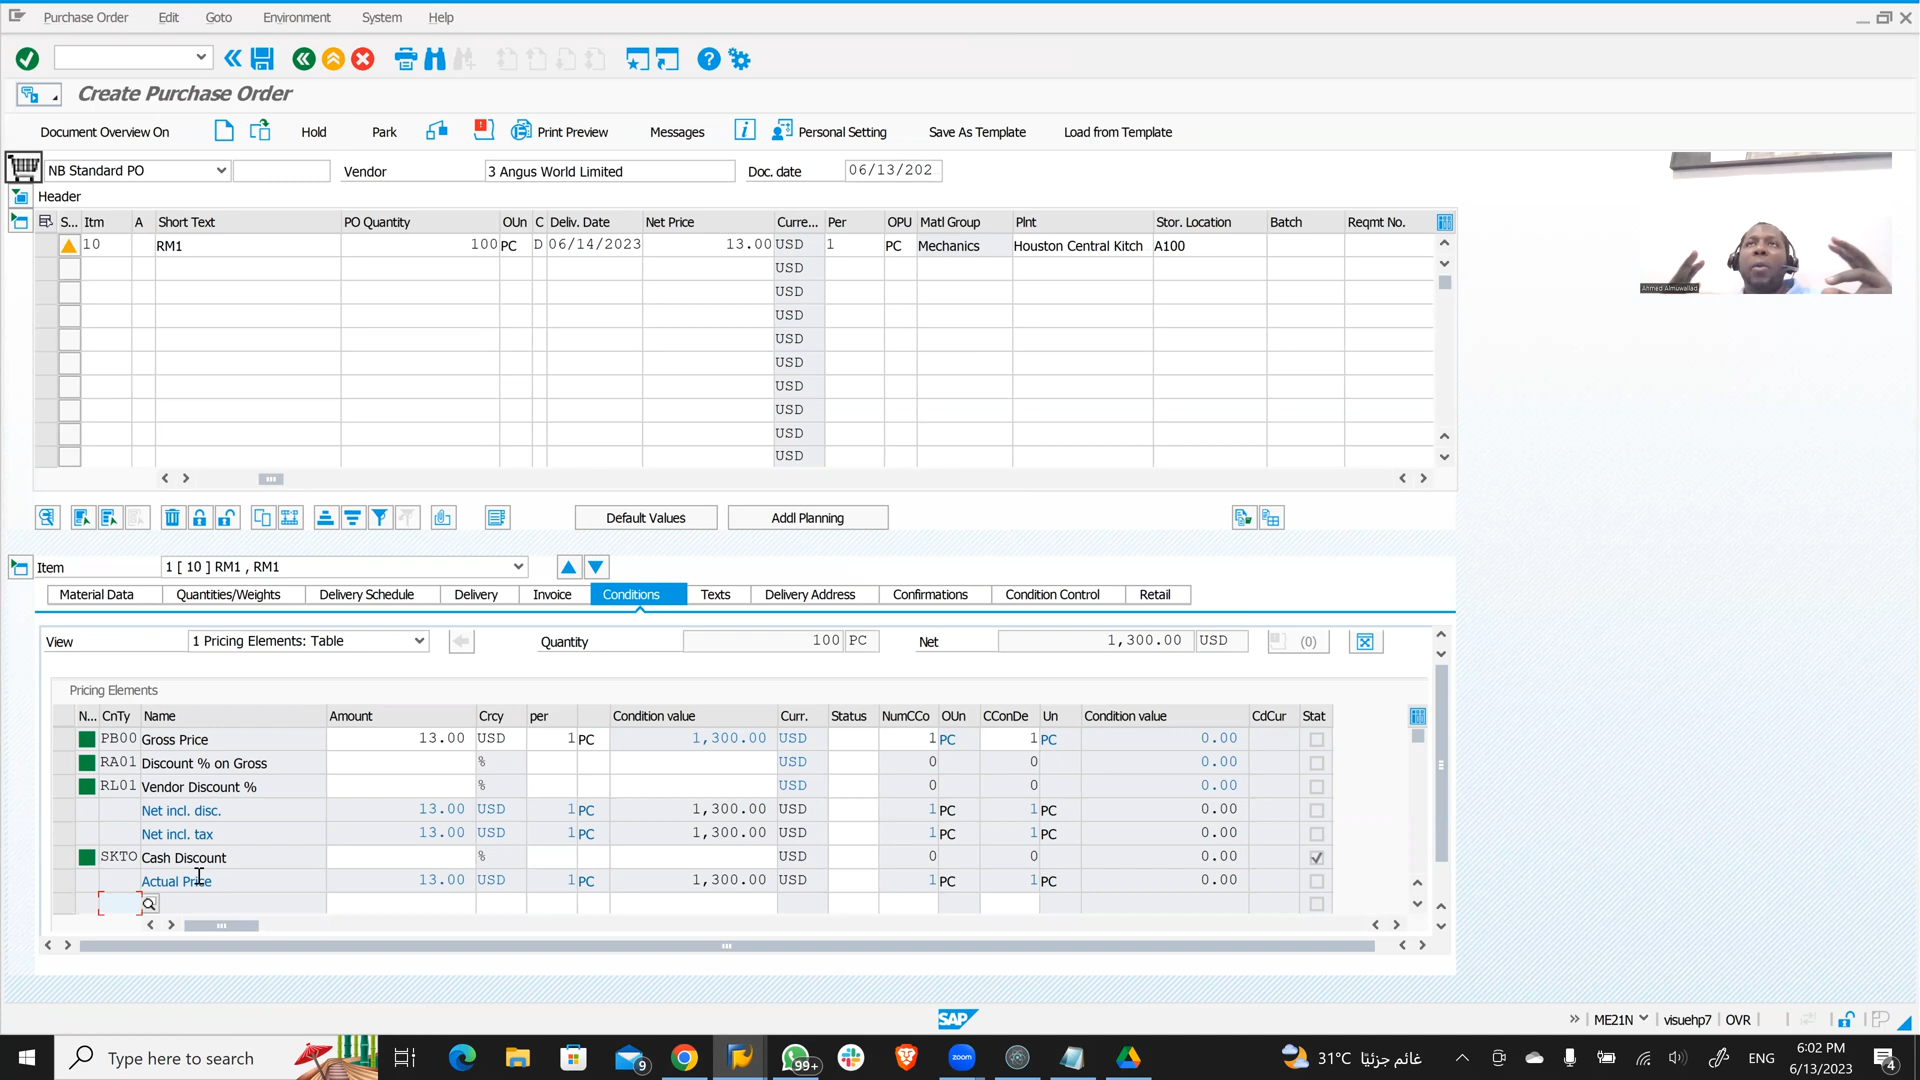 Purchase Order Edit Goto Environment System Help
Create Purchase Order
Document Overview On Hold Park Print Preview Messages Personal Setting Save As Template Load from Template
NB Standard PO Vendor 3 Angus World Limited Doc. date 06/13/202
Header
S... Itm A Short Text PO Quantity OUn C Deliv. Date Net Price Curre... Per OPU Matl Group Plnt Stor. Location Batch Reqmt No.
10 RM1 100 PC D 06/14/2023 13.00 USD 1 PC Mechanics Houston Central Kitch A100
USD
USD
USD
USD
USD
USD
USD
USD
USD
Ahmed Almuwallad
Default Values Addl Planning
Item 1 [ 10 ] RM1 , RM1
Material Data Quantities/Weights Delivery Schedule Delivery Invoice Conditions Texts Delivery Address Confirmations Condition Control Retail
View 1 Pricing Elements: Table Quantity 100 PC Net 1,300.00 USD (0)
Pricing Elements
N... CnTy Name Amount Crcy per Condition value Curr. Status NumCCo OUn CConDe Un Condition value CdCur Stat
PB00 Gross Price 13.00 USD 1 PC 1,300.00 USD 1 PC 1 PC 0.00
RA01 Discount % on Gross % USD 0 0 0.00
RL01 Vendor Discount % % USD 0 0 0.00
Net incl. disc. 13.00 USD 1 PC 1,300.00 USD 1 PC 1 PC 0.00
Net incl. tax 13.00 USD 1 PC 1,300.00 USD 1 PC 1 PC 0.00
SKTO Cash Discount % USD 0 0 0.00
Actual Price 13.00 USD 1 PC 1,300.00 USD 1 PC 1 PC 0.00
SAP
ME21N visuehp7 OVR
Type here to search 9 99+ zoom 31°C غائم جزئيًا ENG 6:02 PM
6/13/2023 4